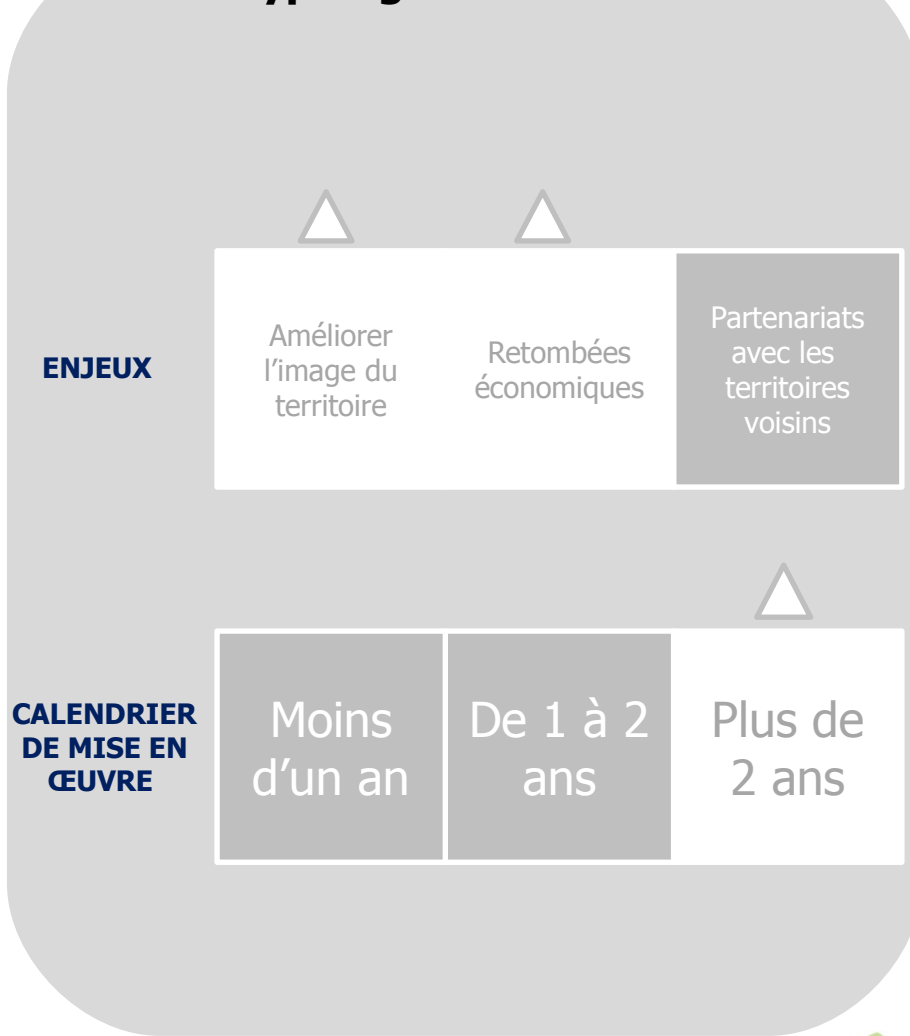 ENJEUX
Améliorer
l'image du
territoire
Retombées
économiques
Partenariats
avec les
territoires
voisins
CALENDRIER
DE MISE EN
ŒUVRE
Moins
d'un an
De 1 à 2
ans
Plus de
2 ans